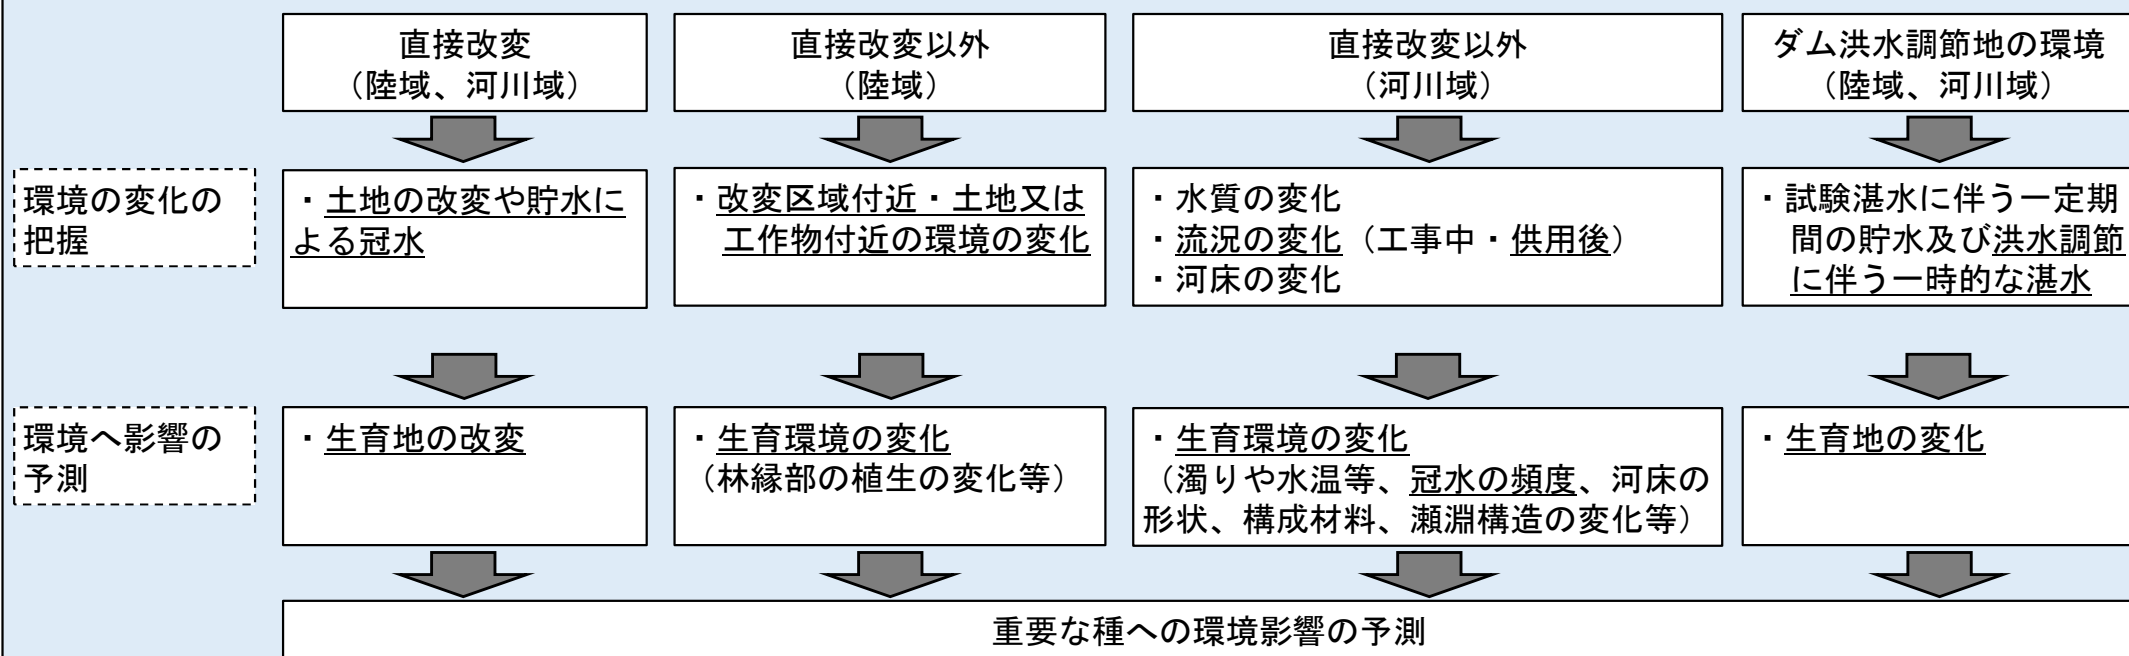 直接改変
（陸域、河川域）
直接改変以外
（陸域）
直接改変以外
（河川域）
ダム洪水調節地の環境
（陸域、河川域）
環境の変化の
把握
・土地の改変や貯水に
よる冠水
・改変区域付近・土地又は
工作物付近の環境の変化
・水質の変化
・流況の変化（工事中・供用後）
・河床の変化
・試験湛水に伴う一定期
間の貯水及び洪水調節
に伴う一時的な湛水
環境へ影響の
予測
・生育地の改変
・生育環境の変化
（林縁部の植生の変化等）
・生育環境の変化
（濁りや水温等、冠水の頻度、河床の
形状、構成材料、瀬淵構造の変化等）
・生育地の変化
重要な種への環境影響の予測